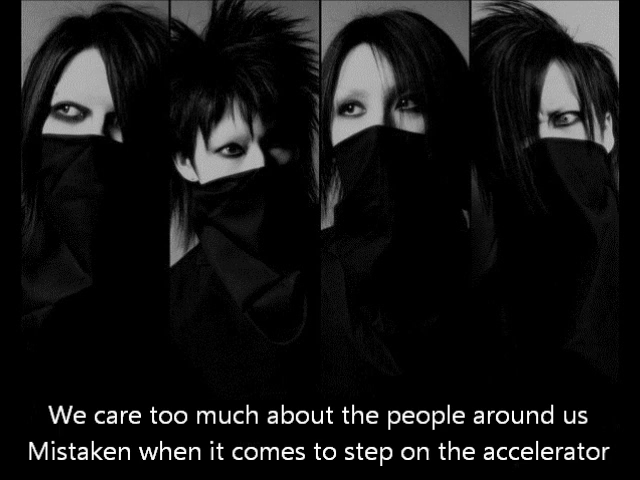 We care too much about the people around us
Mistaken when it comes to step on the accelerator